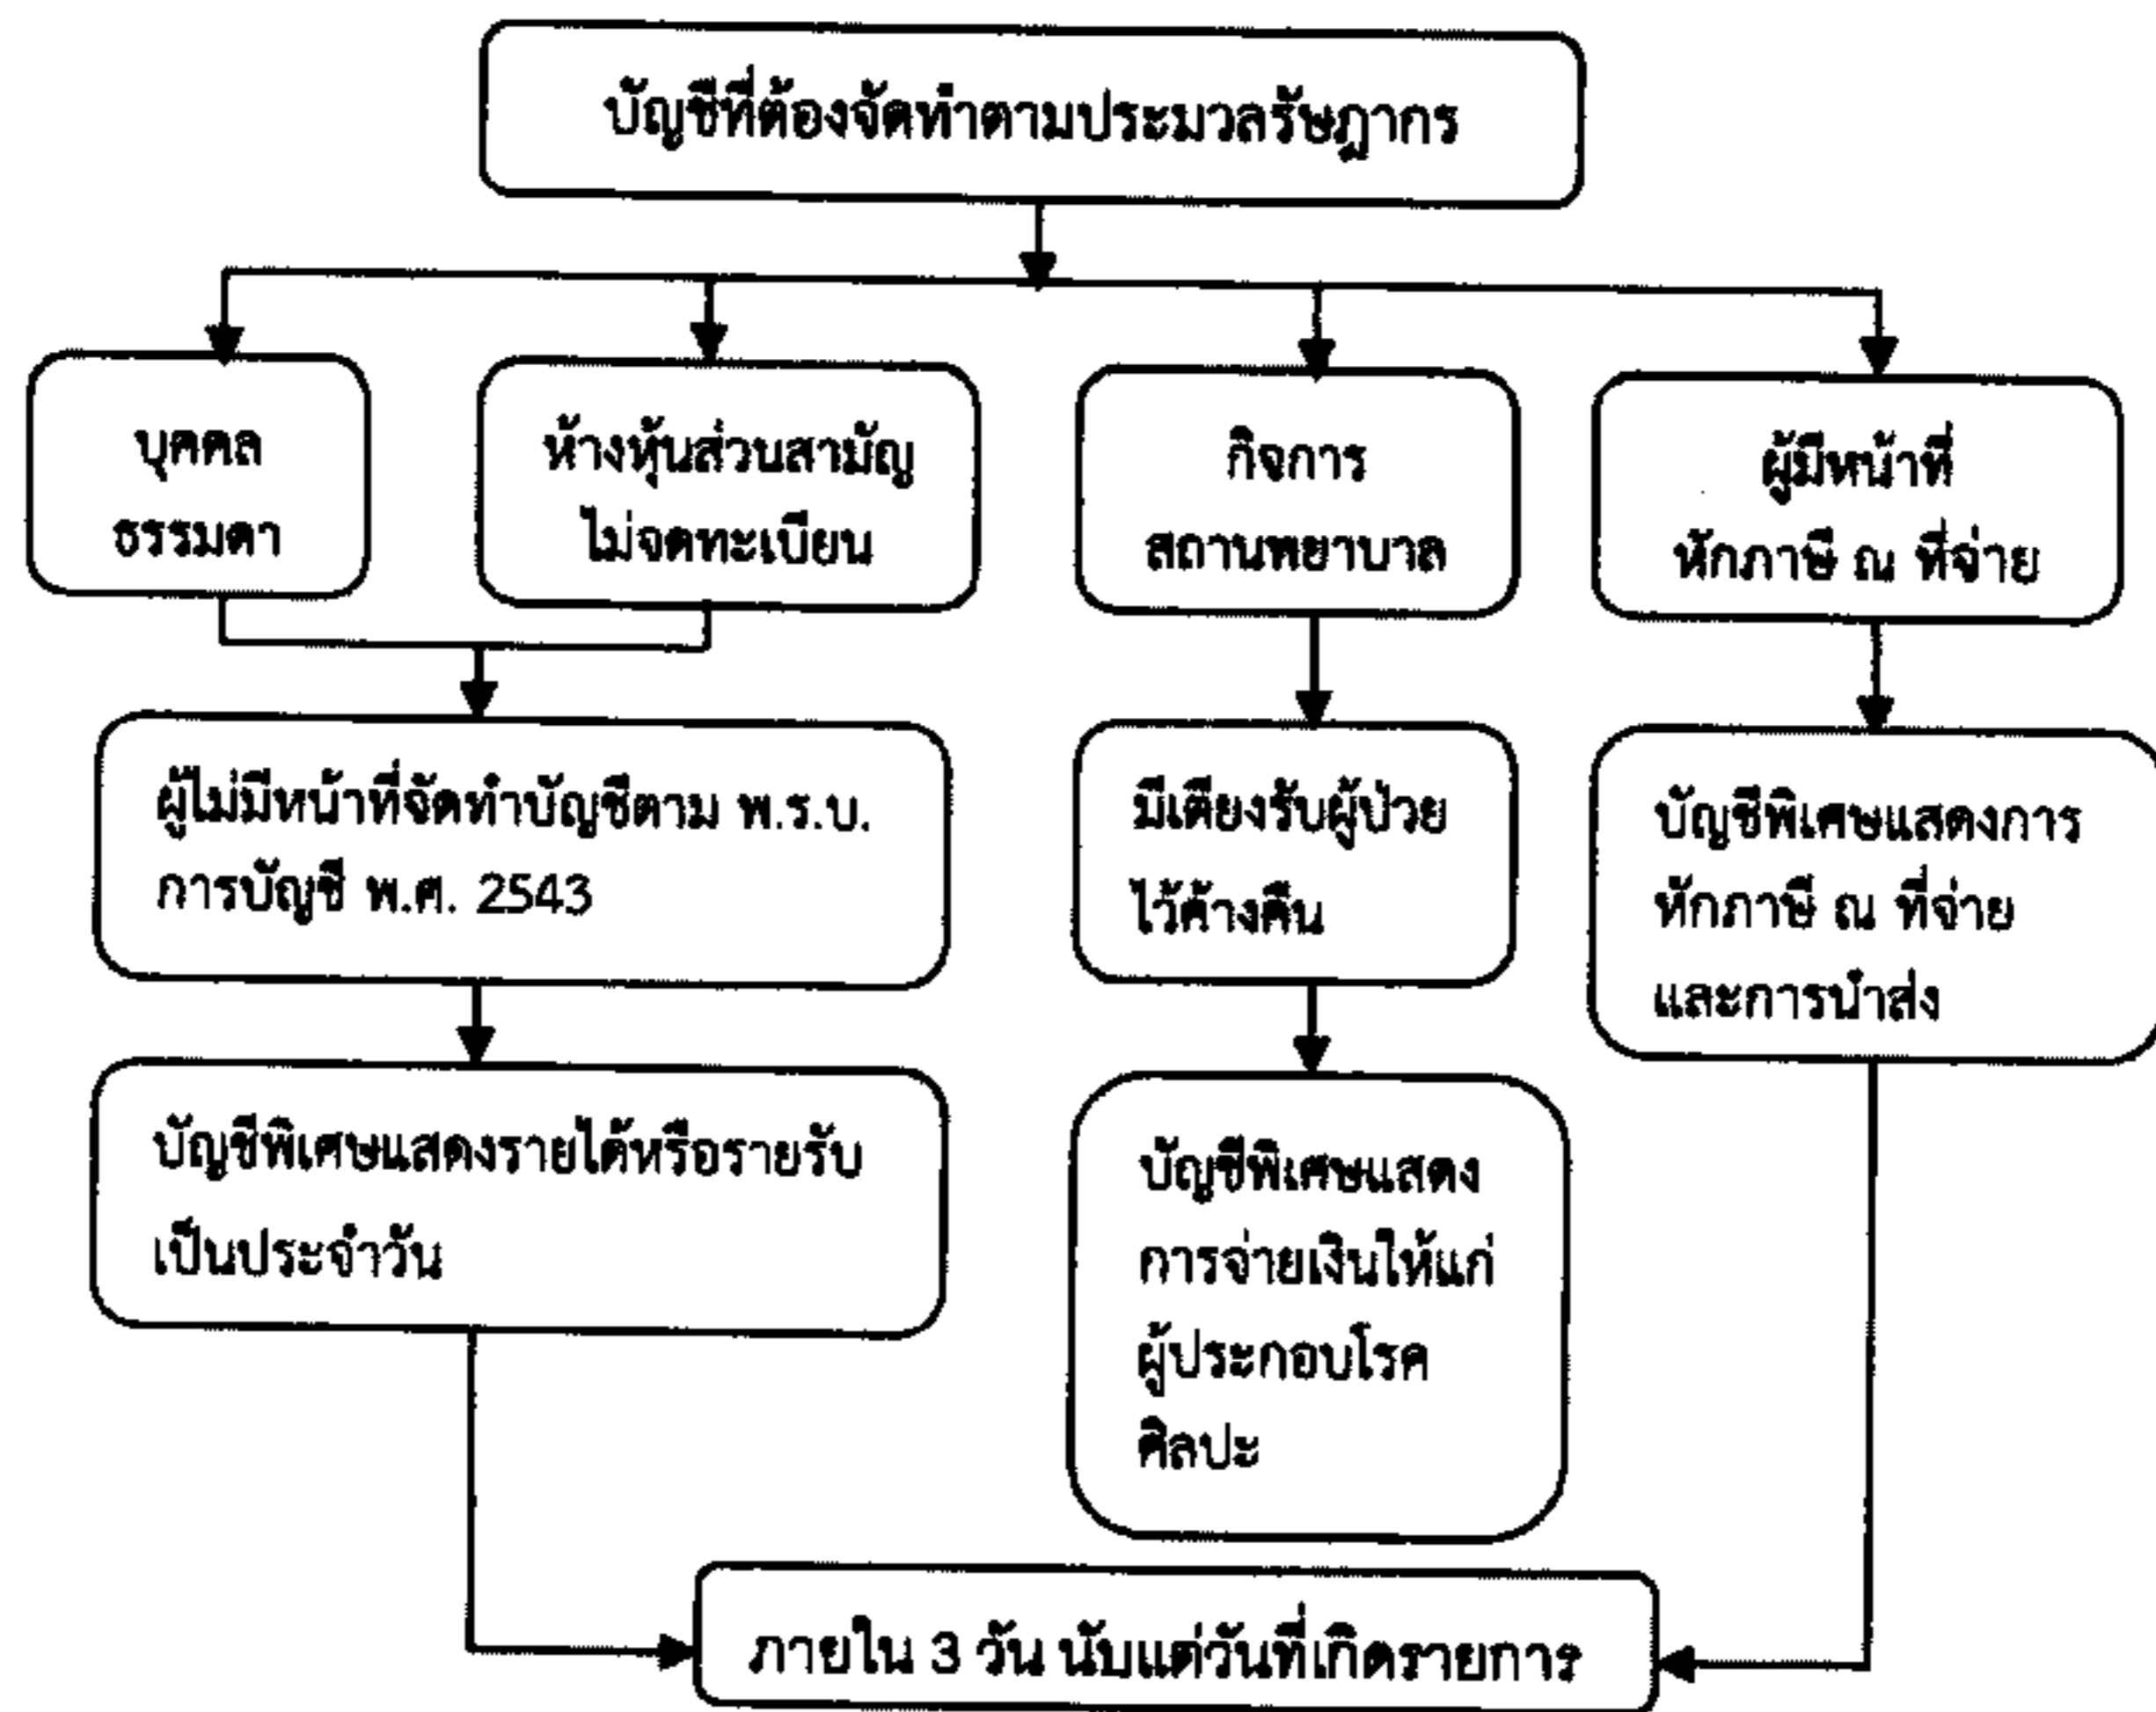 บัญชีที่ต้องจัดทำตามประมวลรัษฎากร
บุคคล
ธรรมดา
ห้างหุ้นส่วนสามัญ
ไม่จดทะเบียน
กิจการ
สถานพยาบาล
ผู้มีหน้าที่
หักภาษี ณ ที่จ่าย
ผู้ไม่มีหน้าที่จัดทำบัญชีตาม พ.ร.บ.
การบัญชี พ.ศ. 2543
มีเตียงรับผู้ป่วย
ไว้ค้างคืน
บัญชีพิเศษแสดงการ
หักภาษี ณ ที่จ่าย
และการนำส่ง
บัญชีพิเศษแสดงรายได้หรือรายรับ
เป็นประจำวัน
บัญชีพิเศษแสดง
การจ่ายเงินให้แก่
ผู้ประกอบโรค
ศิลปะ
ภายใน 3 วัน นับแต่วันที่เกิดรายการ